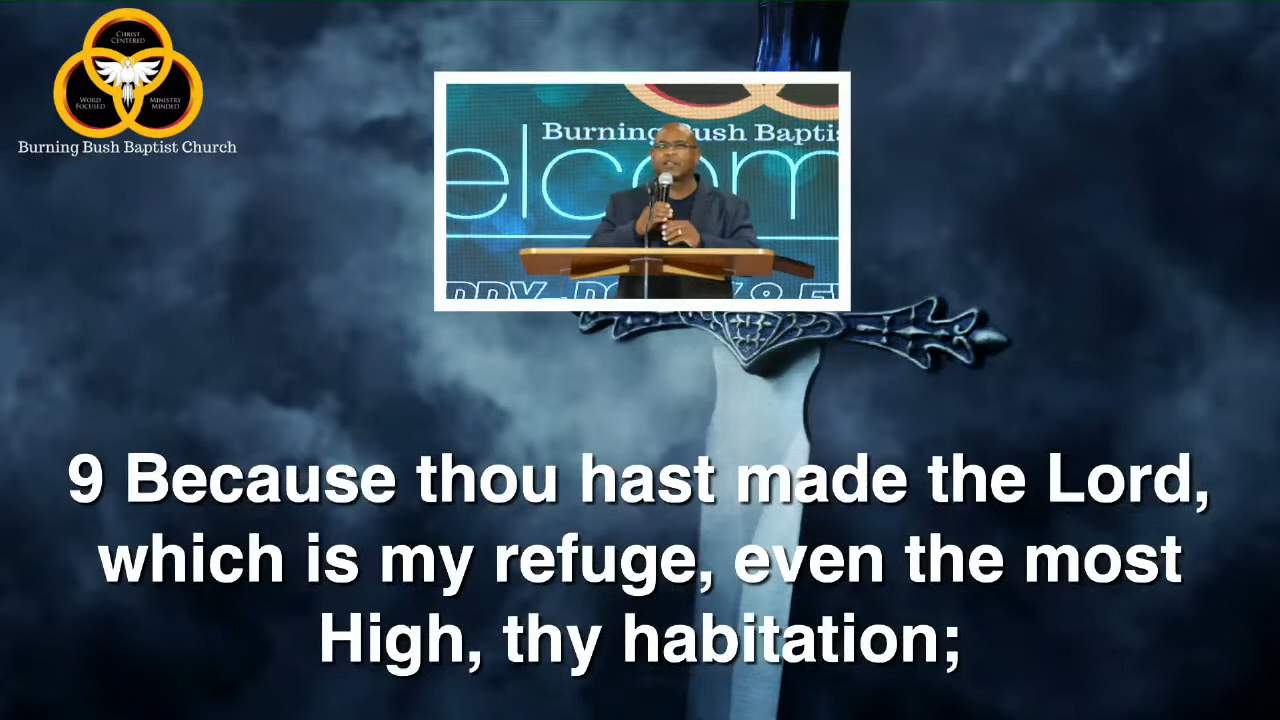 CHRIST
CENTERED
WORD
FOCUSED
MINISTRY
MINDED
Burning Bush Baptist Church
Burning Bush Baptis
elcom
9 Because thou hast made the Lord,
which is my refuge, even the most
High, thy habitation;